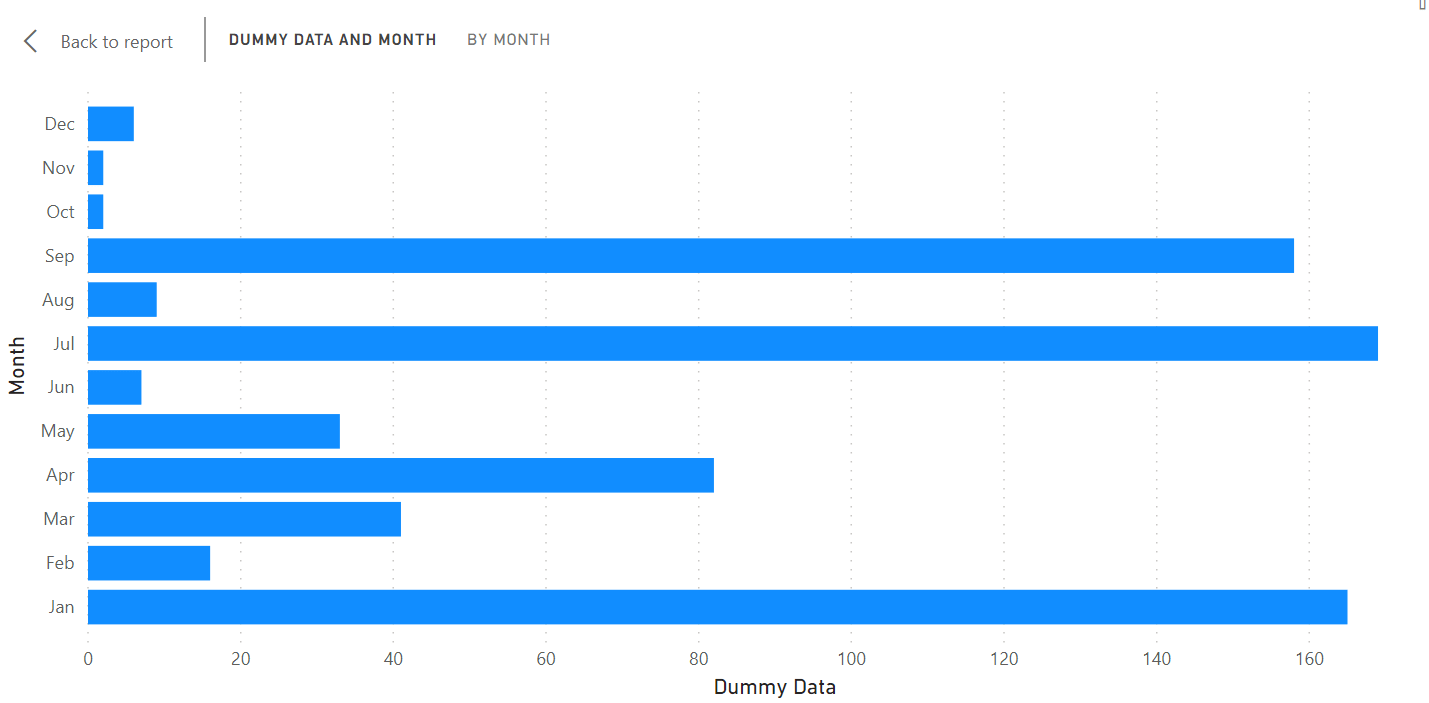 Back to report
DUMMY DATA AND MONTH
BY MONTH
Month
Dec
Nov
Oct
Sep
Aug
Jul
Jun
May
Apr
Mar
Feb
Jan
0 20 40 60 80 100 120 140 160
Dummy Data